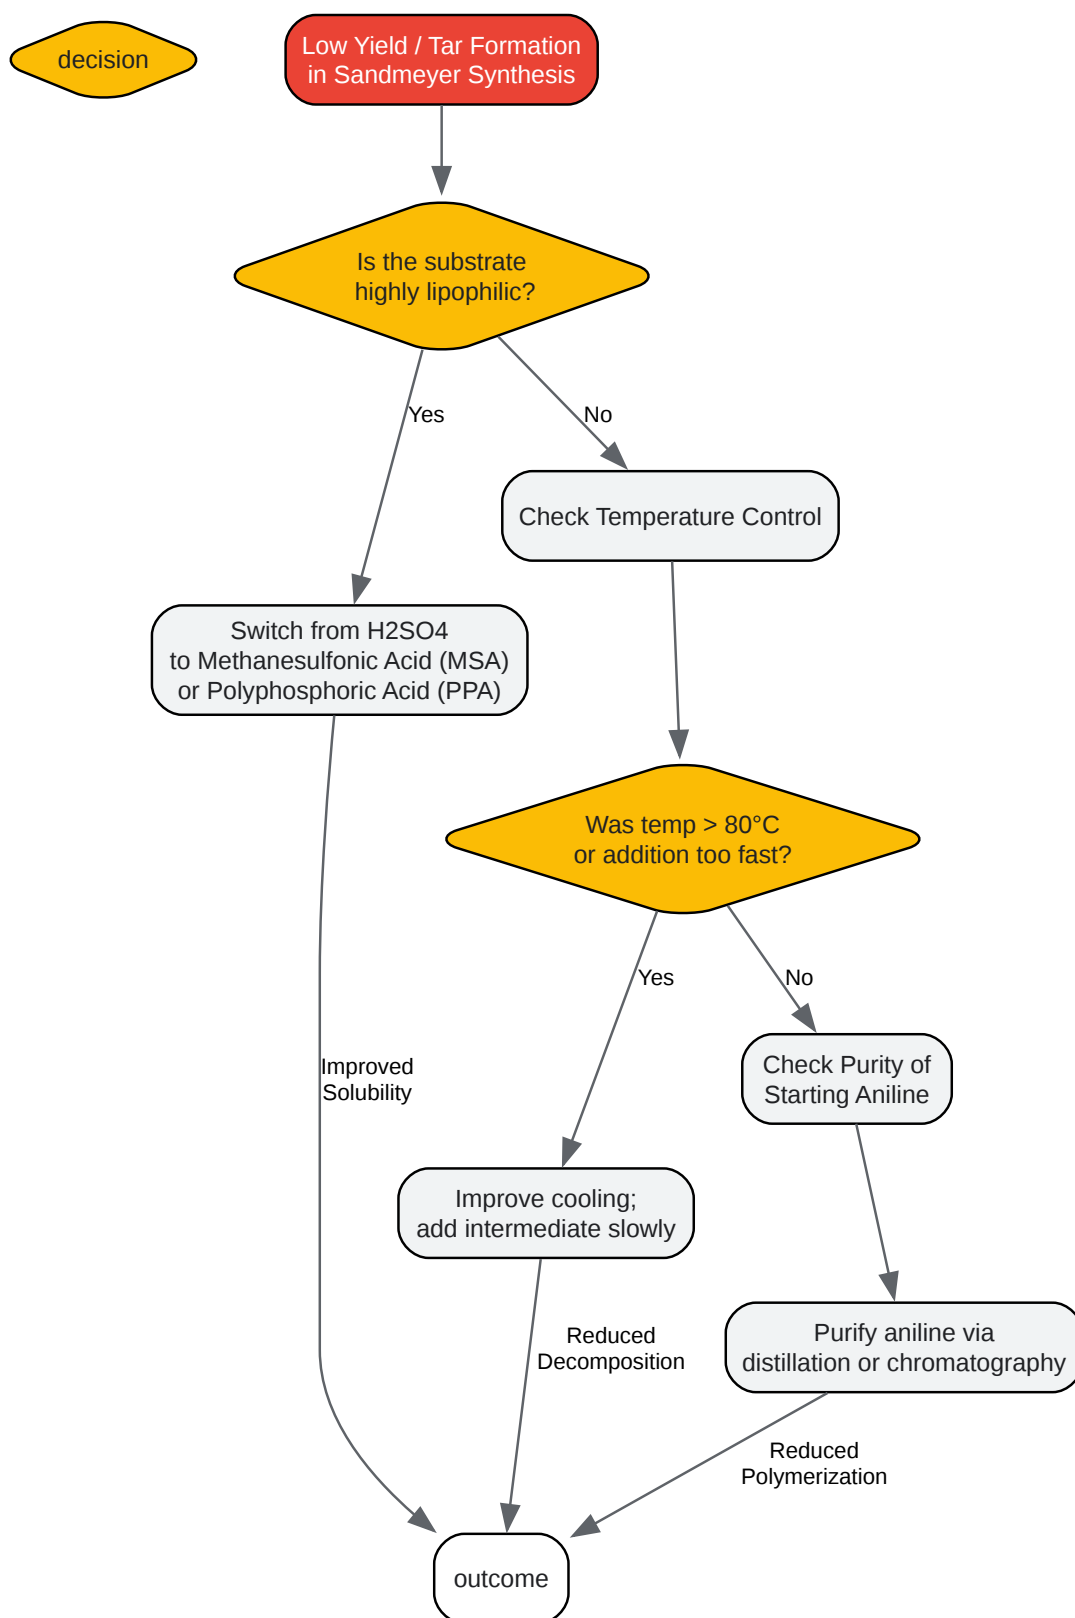 decision
Low Yield / Tar Formation
in Sandmeyer Synthesis
Is the substrate
highly lipophilic?
Yes
No
Check Temperature Control
Switch from H2SO4
to Methanesulfonic Acid (MSA)
or Polyphosphoric Acid (PPA)
Was temp > 80°C
or addition too fast?
Yes
No
Improved
Solubility
Check Purity of
Starting Aniline
Improve cooling;
add intermediate slowly
Reduced
Decomposition
Purify aniline via
distillation or chromatography
Reduced
Polymerization
outcome